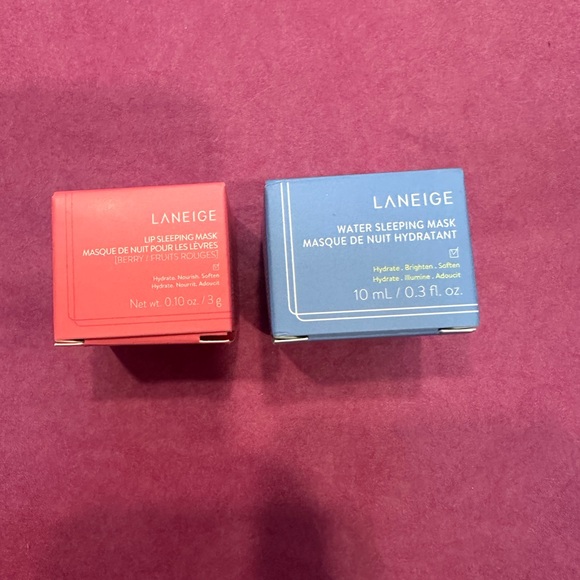 LANEIGE
LIP SLEEPING MASK
MASQUE DE NUIT POUR LES LÈVRES
[BERRY | FRUITS ROUGES]
Hydrate. Nourish. Soften
Hydrate. Nourrit. Adoucit
Net wt. 0.10 oz. / 3 g
LANEIGE
WATER SLEEPING MASK
MASQUE DE NUIT HYDRATANT
Hydrate . Brighten . Soften
Hydrate . Illumine . Adoucit
10 mL / 0.3 fl. oz.